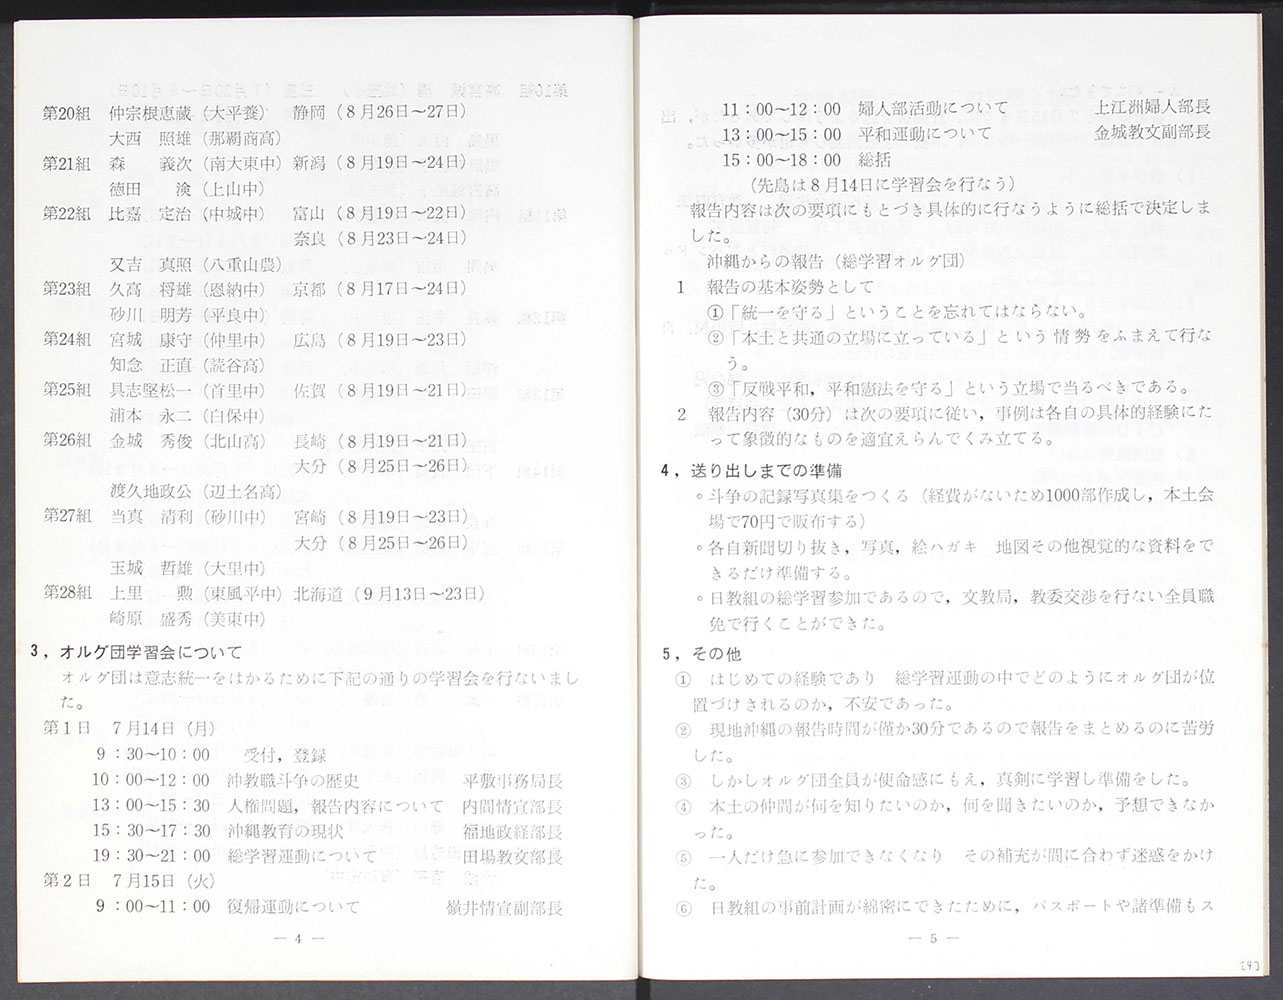 第20組　仲宗根恵蔵（大平養）　静岡（８月26日～27日）
大西　照雄（那覇商高）
第21組　森　　義次（南大東中）新潟（８月19日～24日）
徳田　　渙（上山中）
第22組　比嘉　定治（中城中）　富山（８月19日～22日）
奈良（８月23日～24日）
又吉　真照（八重山農）
第23組　久高　将雄（恩納中）　京都（８月17日～24日）
砂川　明芳（平良中）
第24組　宮城　康守（仲里中）　広島（８月19日～23日）
知念　正直（読谷高）
第25組　具志堅松一（首里中）　佐賀（８月19日～21日）
浦本　永二（白保中）
第26組　金城　秀俊（北山高）　長崎（８月19日～21日）
大分（８月25日～26日）
渡久地政公（辺土名高）
第27組　当真　清利（砂川中）　宮崎（８月19日～23日）
大分（８月25日～26日）
玉城　哲雄（大里中）
第28組　上里　　勲（東風平中）北海道（９月13日～23日）
崎原　盛秀（美東中）
3，オルグ団学習会について
オルグ団は意志統一をはかるために下記の通りの学習会を行ないまし
た。
第１日　７月14日（月）
９：30～10：00　受付，登録
10：00～12：00　沖教職斗争の歴史　平敷事務局長
13：00～15：30　人権問題，報告内容について　内間情宣部長
15：30～17：30　沖縄教育の現状　福地政経部長
19：30～21：00　総学習運動について　田場教文部長
第２日　７月15日（火）
９：00～11：00　復帰運動について　嶺井情宣副部長
― 4 ―
11：00～12：00　婦人部活動について　上江洲婦人部長
13：00～15：00　平和運動について　金城教文副部長
15：00～18：00　総括
（先島は８月14日に学習会を行なう）
報告内容は次の要項にもとづき具体的に行なうように総括で決定しま
した。
沖縄からの報告（総学習オルグ団）
1　報告の基本姿勢として
①「統一を守る」ということを忘れてはならない。
②「本土と共通の立場に立っている」という情勢をふまえて行な
う。
③「反戦平和，平和憲法を守る」という立場で当るべきである。
2　報告内容（30分）は次の要項に従い，事例は各自の具体的経験にた
って象徴的なものを適宜えらんでくみ立てる。
4，送り出しまでの準備
◦斗争の記録写真集をつくる（経費がないため1000部作成し，本土会
場で70円で販布する）
◦各自新聞切り抜き，写真，絵ハガキ　地図その他視覚的な資料をで
きるだけ準備する。
◦日教組の総学習参加であるので，文教局，教委交渉を行ない全員職
免で行くことができた。
5，その他
①　はじめての経験であり　総学習運動の中でどのようにオルグ団が位
置づけされるのか，不安であった。
②　現地沖縄の報告時間が僅か30分であるので報告をまとめるのに苦労
した。
③　しかしオルグ団全員が使命感にもえ，真剣に学習し準備をした。
④　本土の仲間が何を知りたいのか，何を聞きたいのか，予想できなか
った。
⑤　一人だけ急に参加できなくなり　その補充が間に合わず迷惑をかけ
た。
⑥　日教組の事前計画が綿密にできたために，パスポートや諸準備もス
― 5 ―